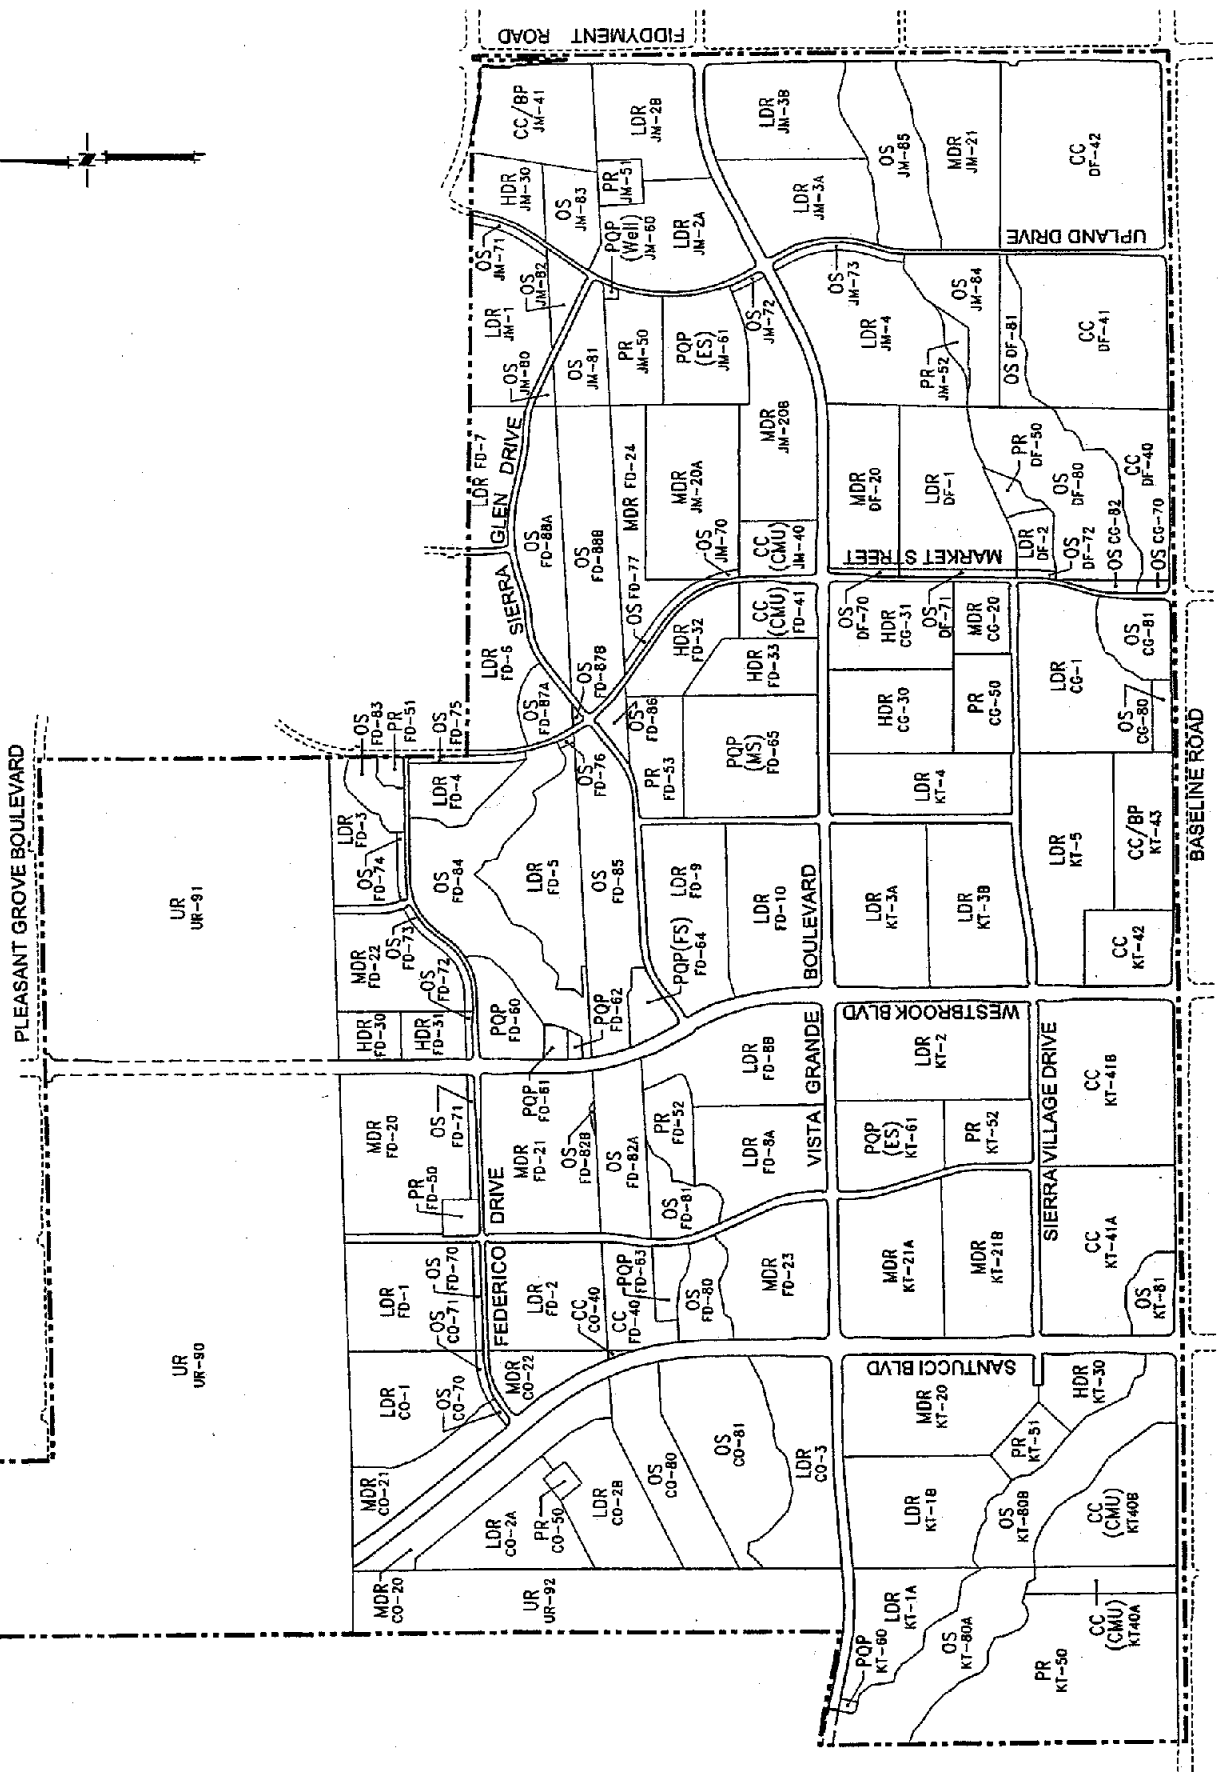 PLEASANT GROVE BOULEVARD
FIDDYMENT ROAD
BASELINE ROAD
UPLAND DRIVE
MARKET STREET
SIERRA GLEN DRIVE
VISTA GRANDE BOULEVARD
WESTBROOK BLVD
SIERRA VILLAGE DRIVE
SANTUCCI BLVD
FEDERICO DRIVE
N
UR
UR-90
UR
UR-91
UR
UR-92
MDR
CO-20
MDR
CO-21
LDR
CO-1
OS
CO-70
OS
CO-71
MDR
CO-22
CC
CO-40
LDR
CO-2A
PR
CO-50
LDR
CO-2B
OS
CO-80
OS
CO-81
LDR
CO-3
LDR
FD-1
OS
FD-70
LDR
FD-2
CC
FD-40
PQP
FD-63
OS
FD-80
OS
FD-81
MDR
FD-23
MDR
FD-20
PR
FD-50
OS
FD-71
MDR
FD-21
PQP
FD-61
OS
FD-82B
OS
FD-82A
PR
FD-52
LDR
FD-8A
LDR
FD-8B
HDR
FD-30
HDR
FD-31
MDR
FD-22
OS
FD-72
OS
FD-73
PQP
FD-60
PQP
FD-62
PQP(FS)
FD-64
LDR
FD-3
OS
FD-74
OS
FD-83
PR
FD-51
OS
FD-75
LDR
FD-4
OS
FD-84
LDR
FD-5
OS
FD-85
OS
FD-76
LDR
FD-9
LDR
FD-10
PR
FD-53
PQP
(MS)
FD-65
OS
FD-86
OS
FD-87A
OS
FD-87B
LDR
FD-6
LDR FD-7
OS
FD-88A
OS
FD-88B
OS FD-77
MDR FD-24
HDR
FD-32
HDR
FD-33
CC
(CMU)
FD-41
OS
JM-70
CC
(CMU)
JM-40
MDR
JM-20A
MDR
JM-20B
LDR
JM-1
OS
JM-71
OS
JM-80
OS
JM-82
OS
JM-81
PR
JM-50
PQP
(ES)
JM-61
OS
JM-72
HDR
JM-30
OS
JM-83
CC/BP
JM-41
PR
JM-51
PQP
(Well)
JM-60
LDR
JM-2A
LDR
JM-2B
LDR
JM-3A
LDR
JM-3B
OS
JM-73
LDR
JM-4
PR
JM-52
OS
JM-84
OS
JM-85
MDR
JM-21
CC
DF-42
CC
DF-41
OS DF-81
MDR
DF-20
LDR
DF-1
PR
DF-50
LDR
DF-2
OS
DF-80
CC
DF-40
OS
DF-70
OS
DF-71
OS
DF-72
OS CG-82
OS CG-70
HDR
CG-31
HDR
CG-30
MDR
CG-20
PR
CG-50
LDR
CG-1
OS
CG-81
OS
CG-80
LDR
KT-4
LDR
KT-5
CC/BP
KT-43
CC
KT-42
LDR
KT-3A
LDR
KT-3B
LDR
KT-2
PQP
(ES)
KT-61
PR
KT-52
CC
KT-41B
CC
KT-41A
OS
KT-81
MDR
KT-21A
MDR
KT-21B
MDR
KT-20
HDR
KT-30
PR
KT-51
LDR
KT-1B
OS
KT-80B
CC
(CMU)
KT40B
PQP
KT-60
LDR
KT-1A
OS
KT-80A
PR
KT-50
CC
(CMU)
KT40A